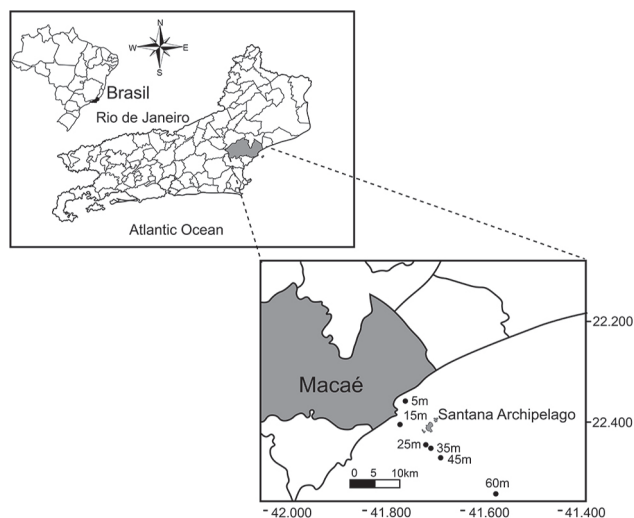 N
W E
S
Brasil
Rio de Janeiro
Atlantic Ocean
22.200
Macaé
5m
15m
Santana Archipelago
22.400
25m
35m
45m
0 5 10km
60m
- 42.000 - 41.800 - 41.600 - 41.400